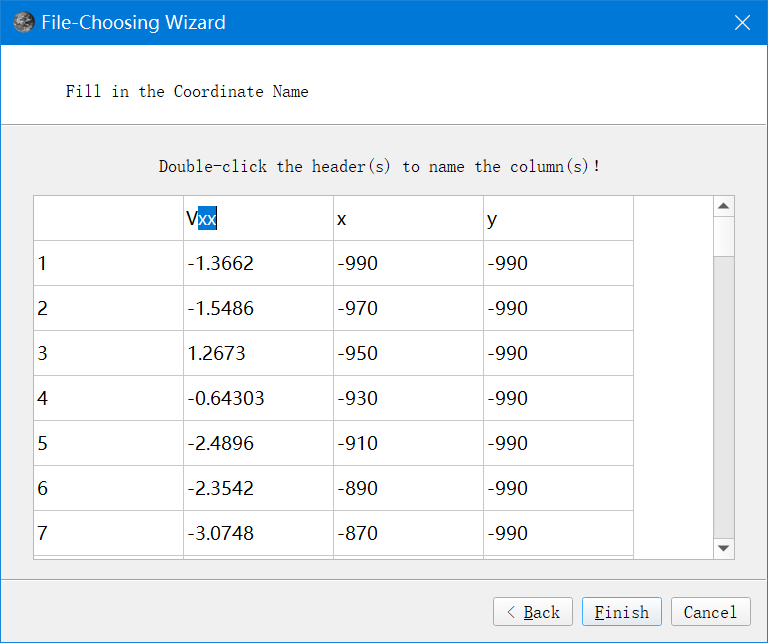 File-Choosing Wizard
Fill in the Coordinate Name
Double-click the header(s) to name the column(s)!
Vxx x y
1 -1.3662 -990 -990
2 -1.5486 -970 -990
3 1.2673 -950 -990
4 -0.64303 -930 -990
5 -2.4896 -910 -990
6 -2.3542 -890 -990
7 -3.0748 -870 -990
< Back Finish Cancel